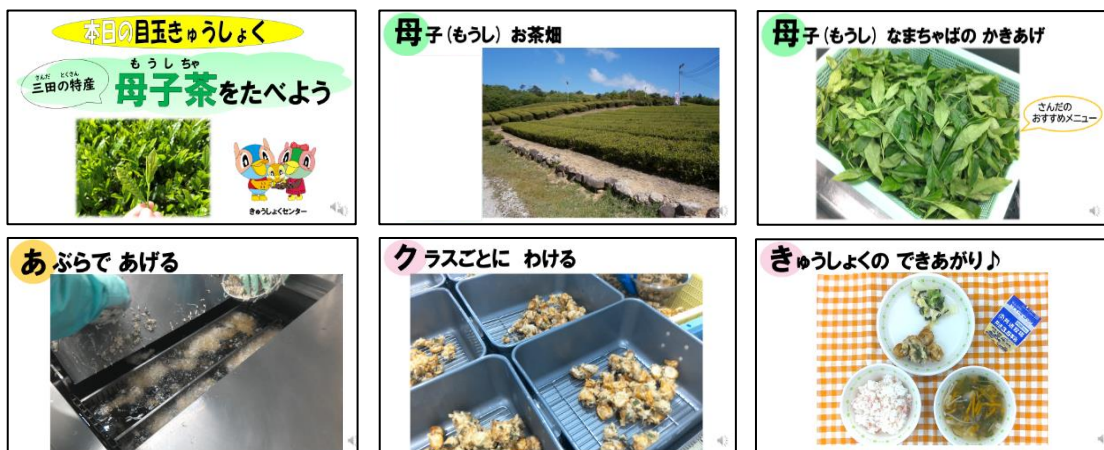 本日の目玉きゅうしょく
さんだ とくさん
三田の特産
もうしちゃ
母子茶をたべよう
きゅうしょくセンター
母子(もうし) お茶畑
母子(もうし) なまちゃばの かきあげ
さんだの
おすすめメニュー
あぶらで あげる
クラスごとに わける
きゅうしょくの できあがり♪